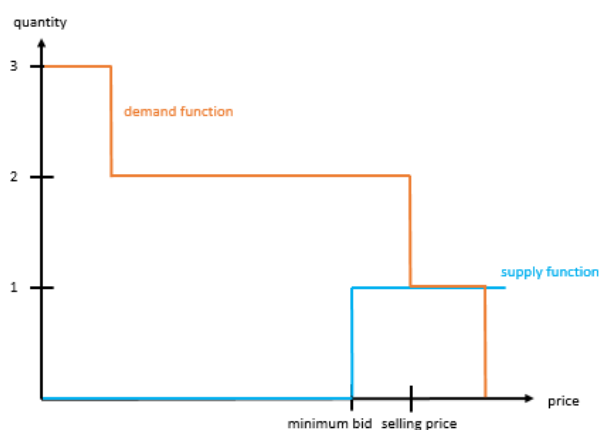 quantity
3
demand function
2
supply function
1
price
minimum bid selling price